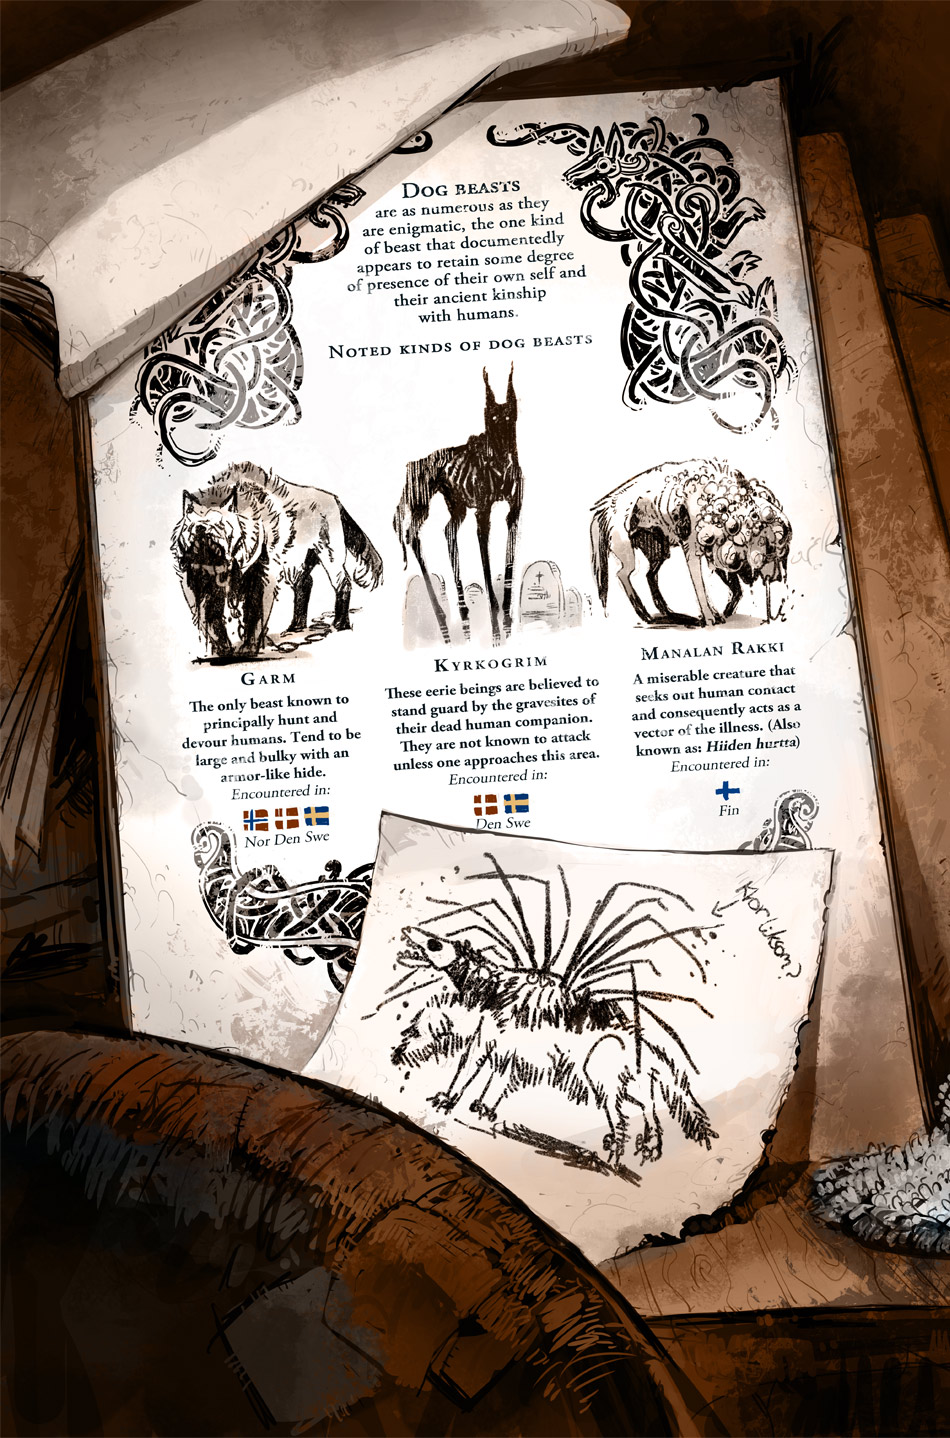 DOG BEASTS
are as numerous as they
are enigmatic, the one kind
of beast that documentedly
appears to retain some degree
of presence of their own self and
their ancient kinship
with humans.
NOTED KINDS OF DOG BEASTS
GARM
The only beast known to
principally hunt and
devour humans. Tend to be
large and bulky with an
armor-like hide.
Encountered in:
Nor Den Swe
KYRKOGRIM
These eerie beings are believed to
stand guard by the gravesites of
their dead human companion.
They are not known to attack
unless one approaches this area.
Encountered in:
Den Swe
MANALAN RAKKI
A miserable creature that
seeks out human contact
and consequently acts as a
vector of the illness. (Also
known as: Hiiden hurtta)
Encountered in:
Fin